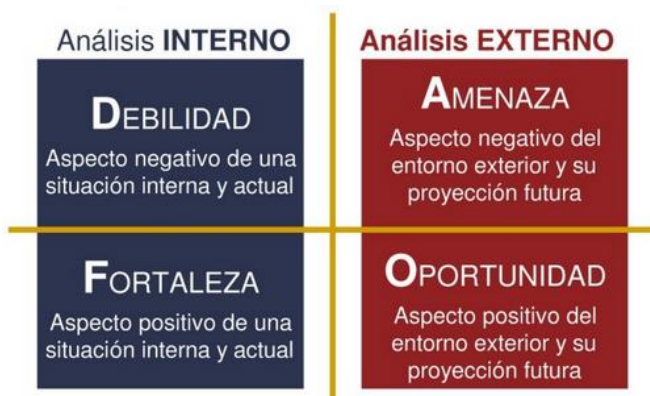 Análisis INTERNO
DEBILIDAD
Aspecto negativo de una
situación interna y actual
FORTALEZA
Aspecto positivo de una
situación interna y actual
Análisis EXTERNO
AMENAZA
Aspecto negativo del
entorno exterior y su
proyección futura
OPORTUNIDAD
Aspecto positivo del
entorno exterior y su
proyección futura